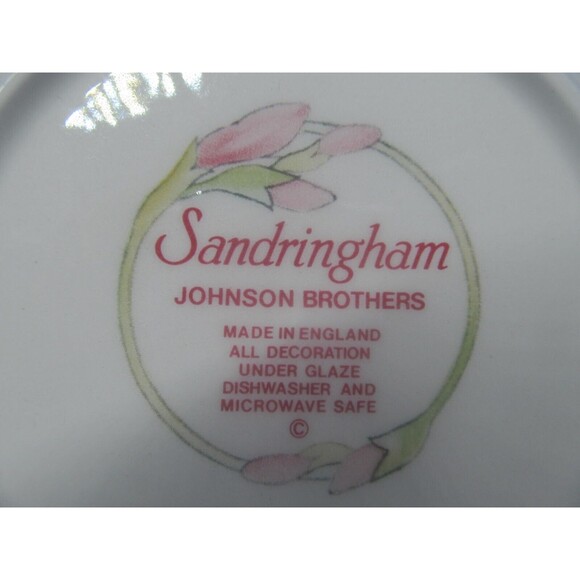 Sandringham
JOHNSON BROTHERS
MADE IN ENGLAND
ALL DECORATION
UNDER GLAZE
DISHWASHER AND
MICROWAVE SAFE
©